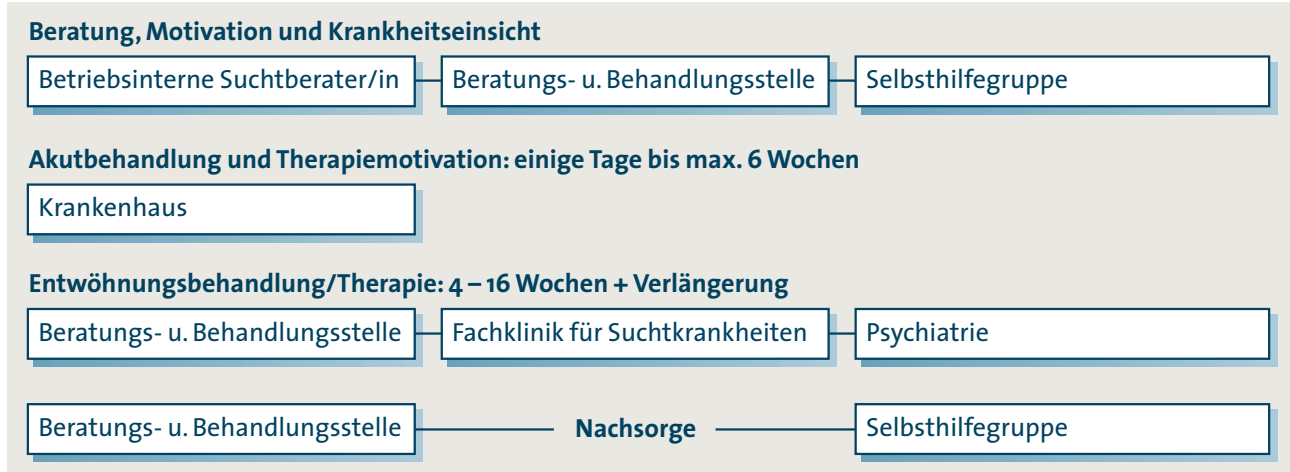 Beratung, Motivation und Krankheitseinsicht
Betriebsinterne Suchtberater/in
Beratungs- u. Behandlungsstelle
Selbsthilfegruppe
Akutbehandlung und Therapiemotivation: einige Tage bis max. 6 Wochen
Krankenhaus
Entwöhnungsbehandlung/Therapie: 4 – 16 Wochen + Verlängerung
Beratungs- u. Behandlungsstelle
Fachklinik für Suchtkrankheiten
Psychiatrie
Beratungs- u. Behandlungsstelle
Nachsorge
Selbsthilfegruppe